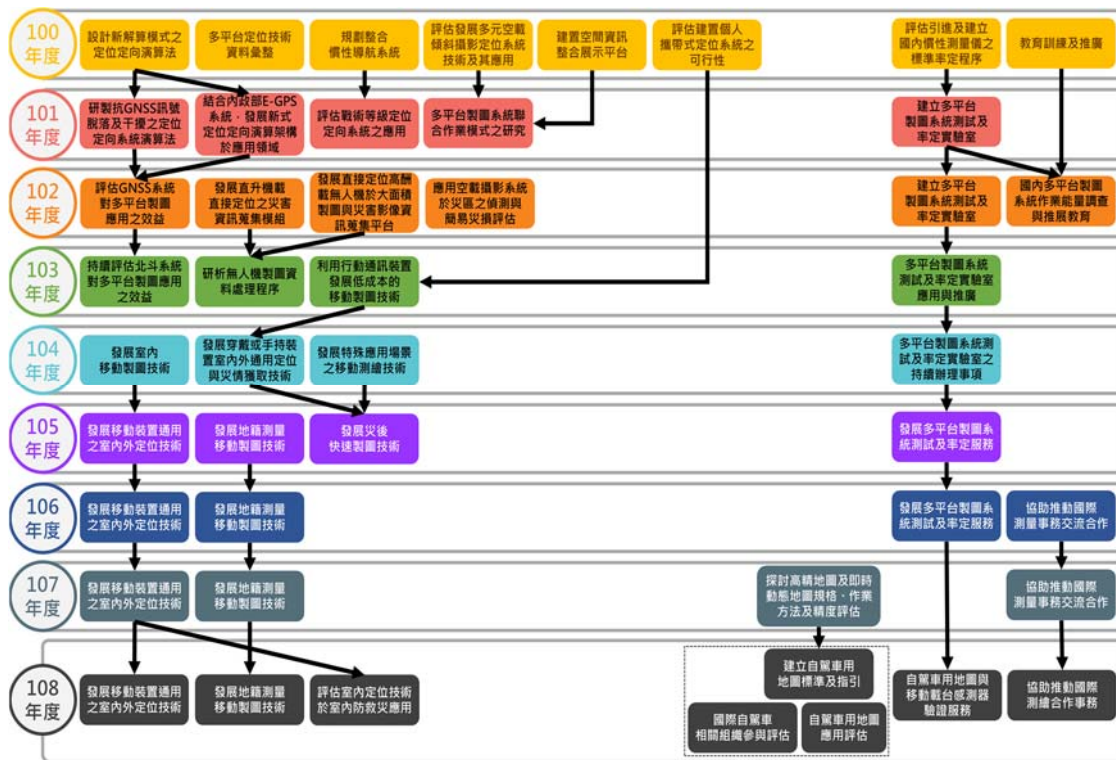 100
年度
設計新解算模式之
定位定向演算法
多平台定位技術
資料彙整
規劃整合
慣性導航系統
評估發展多元空載
傾斜攝影定位系統
技術及其應用
建置空間資訊
整合展示平台
評估建置個人
攜帶式定位系統之
可行性
評估引進及建立
國內慣性測量儀之
標準率定程序
教育訓練及推廣
101
年度
研製抗GNSS訊號
脫落及干擾之定位
定向系統演算法
結合內政部E-GPS
系統，發展新式
定位定向演算架構
於應用領域
評估戰術等級定位
定向系統之應用
多平台製圖系統聯
合作業模式之研究
建立多平台
製圖系統測試及
率定實驗室
102
年度
評估GNSS系統
對多平台製圖
應用之效益
發展直升機載
直接定位之災害
資訊蒐集模組
發展直接定位高酬
載無人機於大面積
製圖與災害影像資
訊蒐集平台
應用空載攝影系統
於災區之偵測與
簡易災損評估
建立多平台
製圖系統測試及
率定實驗室
國內多平台製圖
系統作業能量調查
與推展教育
103
年度
持續評估北斗系統
對多平台製圖應用
之效益
研析無人機製圖資
料處理程序
利用行動通訊裝置
發展低成本的
移動製圖技術
多平台製圖系統
測試及率定實驗室
應用與推廣
104
年度
發展室內
移動製圖技術
發展穿戴或手持裝
置室內外通用定位
與災情獲取技術
發展特殊應用場景
之移動測繪技術
多平台製圖系統測
試及率定實驗室之
持續辦理事項
105
年度
發展移動裝置通用
之室內外定位技術
發展地籍測量
移動製圖技術
發展災後
快速製圖技術
發展多平台製圖系
統測試及率定服務
106
年度
發展移動裝置通用
之室內外定位技術
發展地籍測量
移動製圖技術
發展多平台製圖系
統測試及率定服務
協助推動國際
測量事務交流合作
107
年度
發展移動裝置通用
之室內外定位技術
發展地籍測量
移動製圖技術
探討高精地圖及即時
動態地圖規格、作業
方法及精度評估
協助推動國際
測量事務交流合作
108
年度
發展移動裝置通用
之室內外定位技術
發展地籍測量
移動製圖技術
評估室內定位技術
於室內防救災應用
建立自駕車用
地圖標準及指引
國際自駕車
相關組織參與評估
自駕車用地圖
應用評估
自駕車用地圖與
移動載台感測器
驗證服務
協助推動國際
測繪合作事務